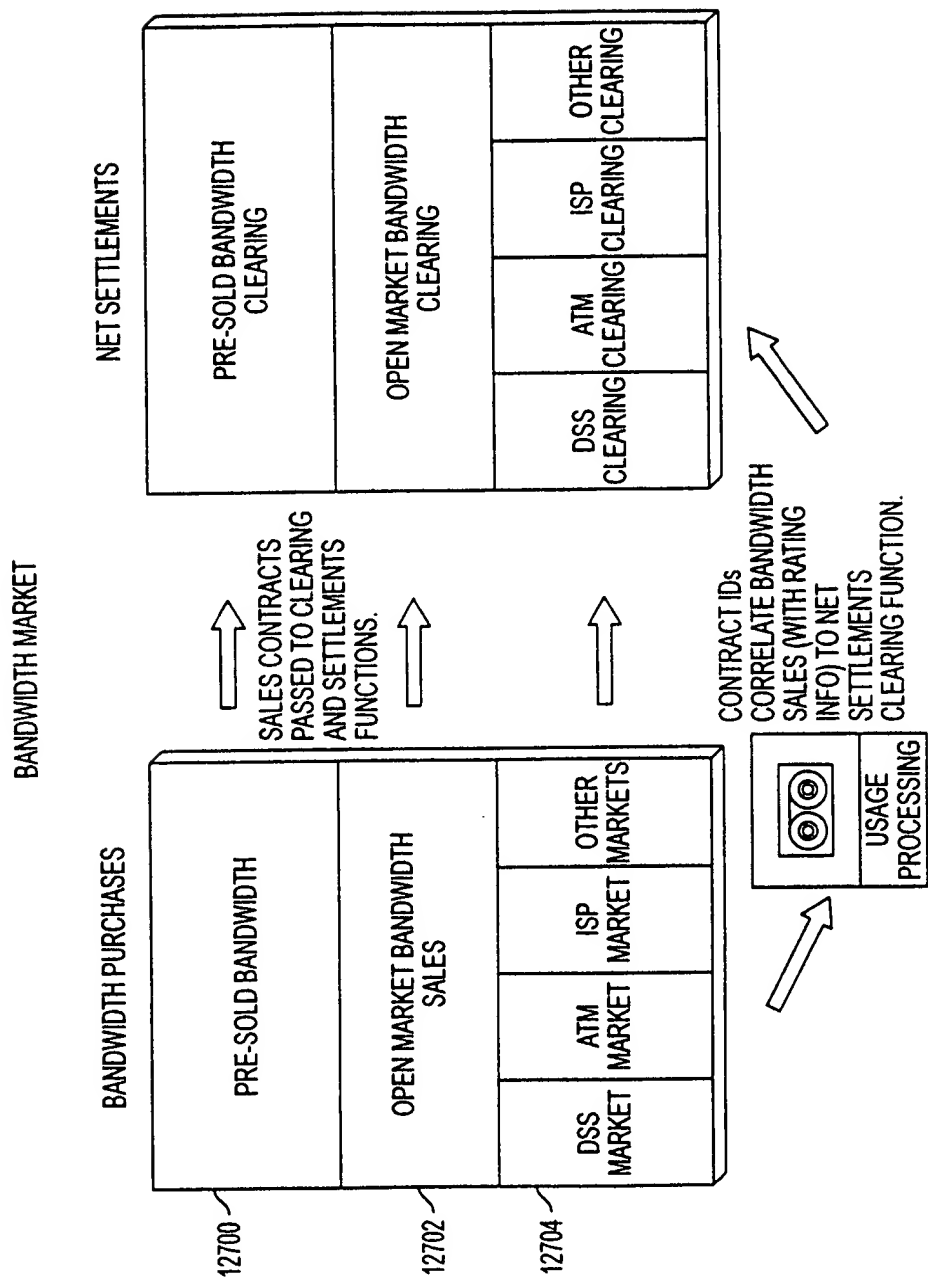 BANDWIDTH MARKET
BANDWIDTH PURCHASES
PRE-SOLD BANDWIDTH
OPEN MARKET BANDWIDTH
SALES
DSS
MARKET
ATM
MARKET
ISP
MARKET
OTHER
MARKETS
12700
12702
12704
SALES CONTRACTS
PASSED TO CLEARING
AND SETTLEMENTS
FUNCTIONS.
NET SETTLEMENTS
PRE-SOLD BANDWIDTH
CLEARING
OPEN MARKET BANDWIDTH
CLEARING
DSS
CLEARING
ATM
CLEARING
ISP
CLEARING
OTHER
CLEARING
USAGE
PROCESSING
CONTRACT IDs
CORRELATE BANDWIDTH
SALES (WITH RATING
INFO) TO NET
SETTLEMENTS
CLEARING FUNCTION.